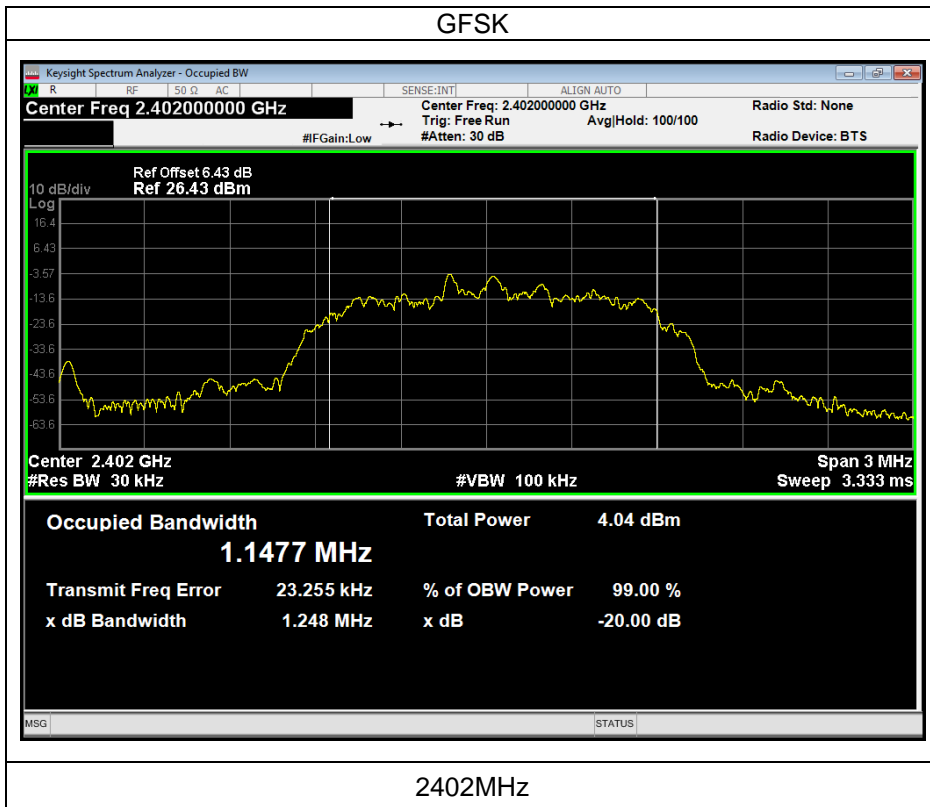 GFSK
Keysight Spectrum Analyzer - Occupied BW
LXI R RF 50 Ω AC SENSE:INT ALIGN AUTO
Center Freq 2.402000000 GHz Center Freq: 2.402000000 GHz Radio Std: None
Trig: Free Run Avg|Hold: 100/100
#IFGain:Low #Atten: 30 dB Radio Device: BTS
Ref Offset 6.43 dB
10 dB/div Ref 26.43 dBm
Log
16.4
6.43
-3.57
-13.6
-23.6
-33.6
-43.6
-53.6
-63.6
Center 2.402 GHz Span 3 MHz
#Res BW 30 kHz #VBW 100 kHz Sweep 3.333 ms
Occupied Bandwidth Total Power 4.04 dBm
1.1477 MHz
Transmit Freq Error 23.255 kHz % of OBW Power 99.00 %
x dB Bandwidth 1.248 MHz x dB -20.00 dB
MSG STATUS
2402MHz